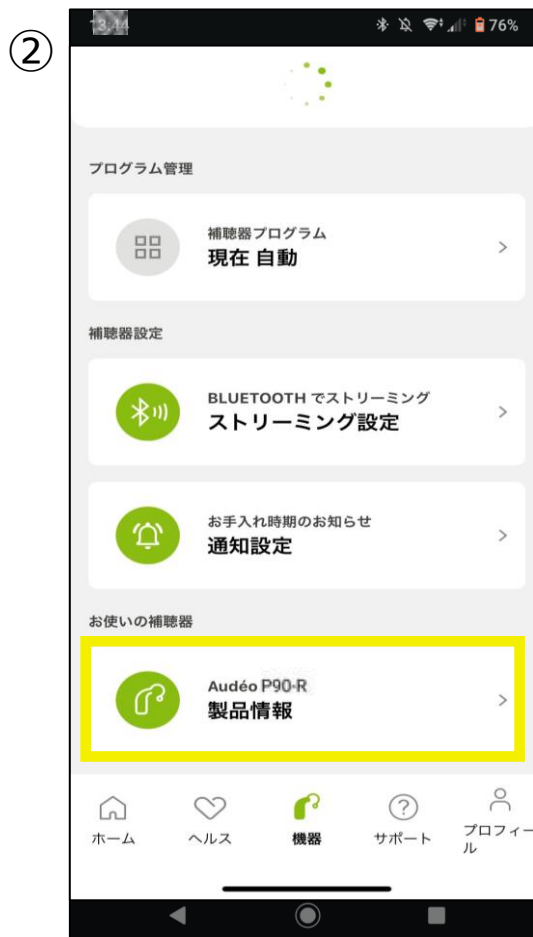 ②
76%
プログラム管理
補聴器プログラム
現在 自動
補聴器設定
BLUETOOTH でストリーミング
ストリーミング設定
お手入れ時期のお知らせ
通知設定
お使いの補聴器
Audéo P90-R
製品情報
ホーム
ヘルス
機器
サポート
プロフィー
ル